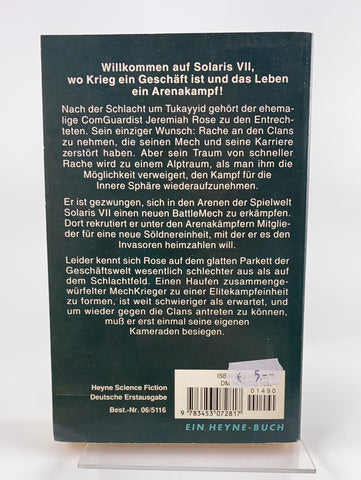 Willkommen auf Solaris VII,
wo Krieg ein Geschäft ist und das Leben
ein Arenakampf!
Nach der Schlacht um Tukayyid gehört der ehema-
lige ComGuardist Jeremiah Rose zu den Entrech-
teten. Sein einziger Wunsch: Rache an den Clans
zu nehmen, die seinen Mech und seine Karriere
zerstört haben. Aber sein Traum von schneller
Rache wird zu einem Alptraum, als man ihm die
Möglichkeit verweigert, den Kampf für die
Innere Sphäre wiederaufzunehmen.
Er ist gezwungen, sich in den Arenen der Spielwelt
Solaris VII einen neuen BattleMech zu erkämpfen.
Dort rekrutiert er unter den Arenakämpfern Mitglie-
der für eine neue Söldnereinheit, mit der er es den
Invasoren heimzahlen will.
Leider kennt sich Rose auf dem glatten Parkett der
Geschäftswelt wesentlich schlechter aus als auf
dem Schlachtfeld. Einen Haufen zusammenge-
würfelter MechKrieger zu einer Elitekampfeinheit
zu formen, ist weit schwieriger als erwartet, und
um wieder gegen die Clans antreten zu können,
muß er erst einmal seine eigenen
Kameraden besiegen.
ISB
€ 5,--
DM
01490
Heyne Science Fiction
Deutsche Erstausgabe
Best.-Nr. 06/5116
9 783453 072817
EIN HEYNE-BUCH